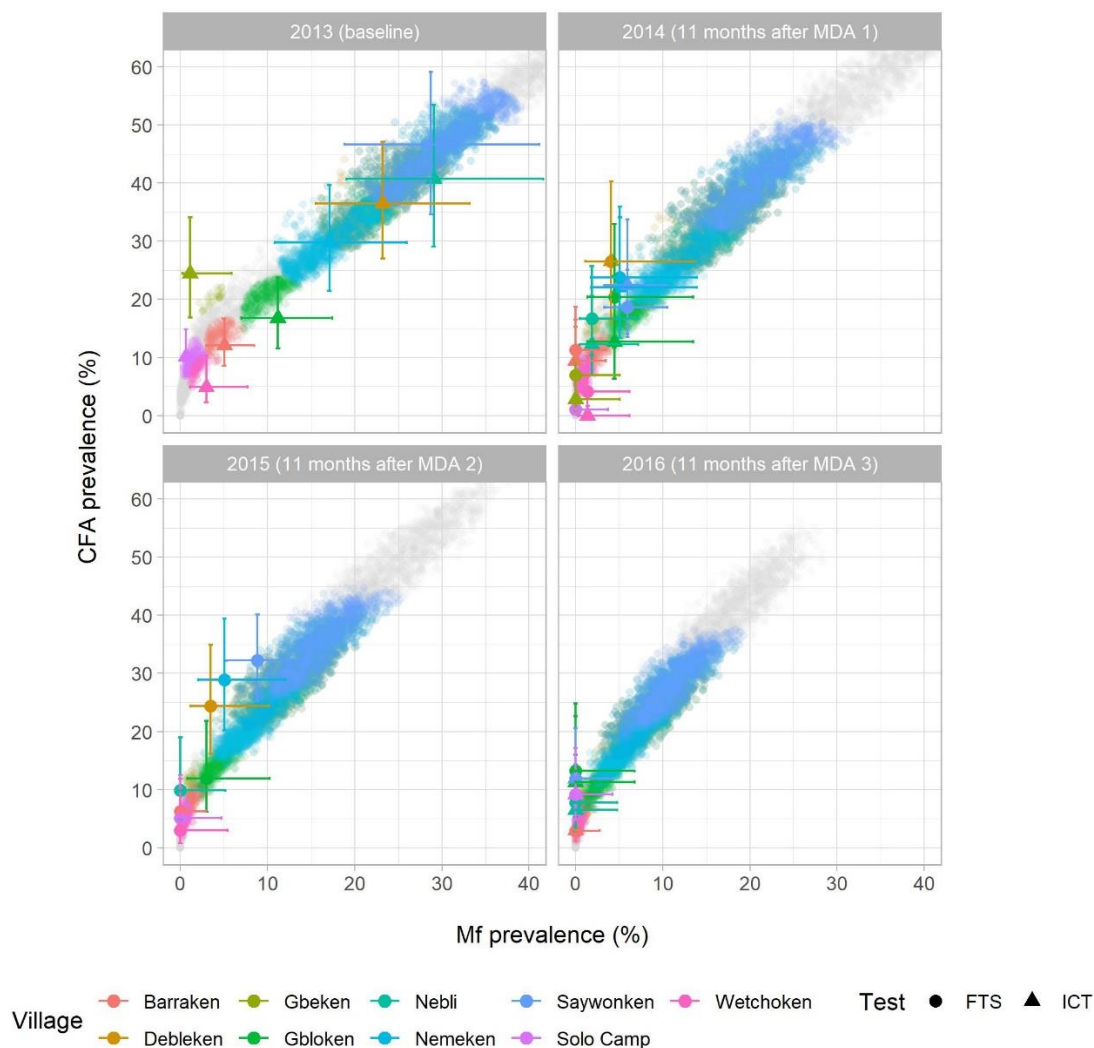 2013 (baseline) 2014 (11 months after MDA 1)
60
50
40
30
20
10
0
CFA prevalence (%)
2015 (11 months after MDA 2) 2016 (11 months after MDA 3)
60
50
40
30
20
10
0
0 10 20 30 40 0 10 20 30 40
Mf prevalence (%)
Village
Barraken Gbeken Nebli Saywonken Wetchoken
Debleken Gbloken Nemeken Solo Camp
Test FTS ICT